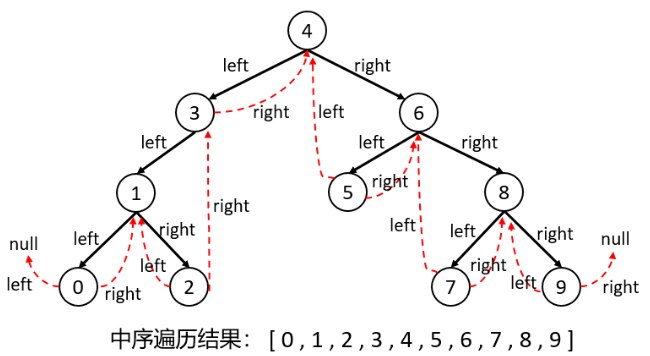 4
left right
3 right left 6
left left right
1 right 5 right 8
null left right left left right null
left 0 right left 2 7 right left 9 right
中序遍历结果： [ 0 , 1 , 2 , 3 , 4 , 5 , 6 , 7 , 8 , 9 ]